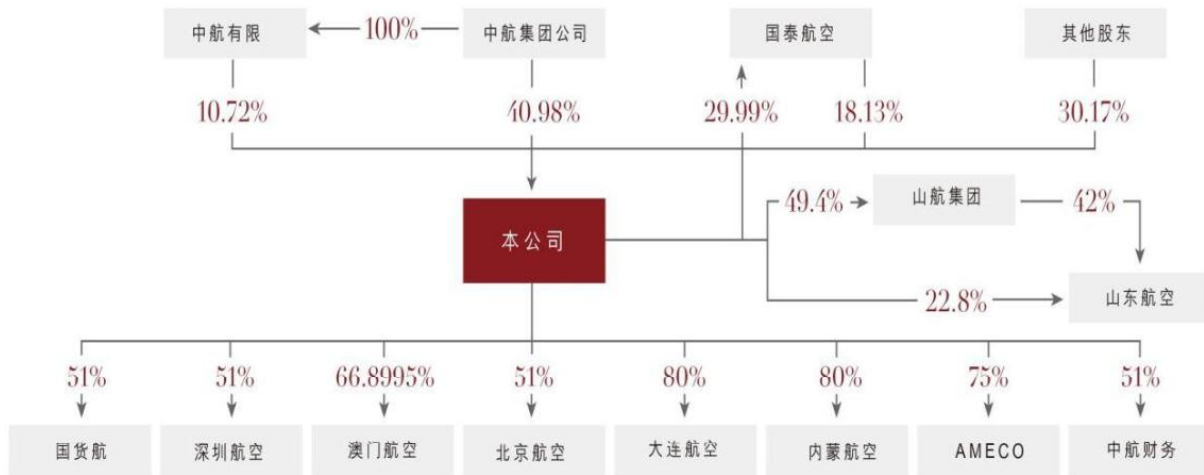 中航有限
100%
中航集团公司
国泰航空
其他股东
10.72%
40.98%
29.99%
18.13%
30.17%
本公司
49.4%
山航集团
42%
22.8%
山东航空
51%
51%
66.8995%
51%
80%
80%
75%
51%
国货航
深圳航空
澳门航空
北京航空
大连航空
内蒙航空
AMECO
中航财务